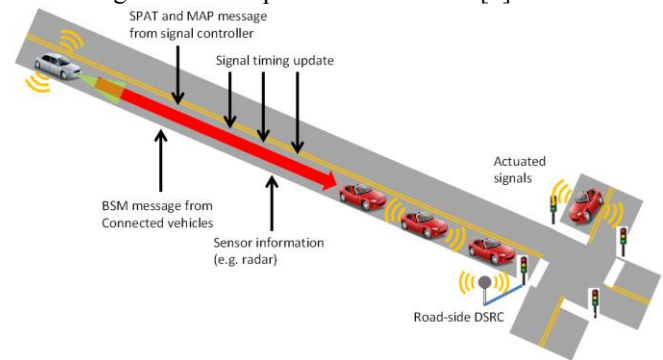 SPAT and MAP message
from signal controller
Signal timing update
Actuated
signals
BSM message from
Connected vehicles
Sensor information
(e.g. radar)
Road-side DSRC